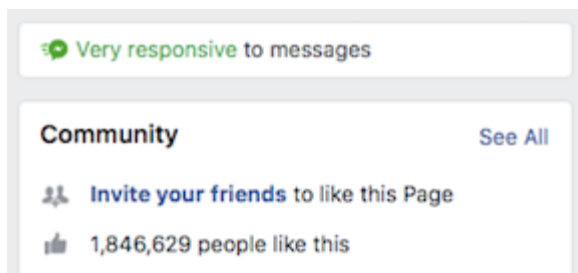 Very responsive to messages
Community See All
Invite your friends to like this Page
1,846,629 people like this